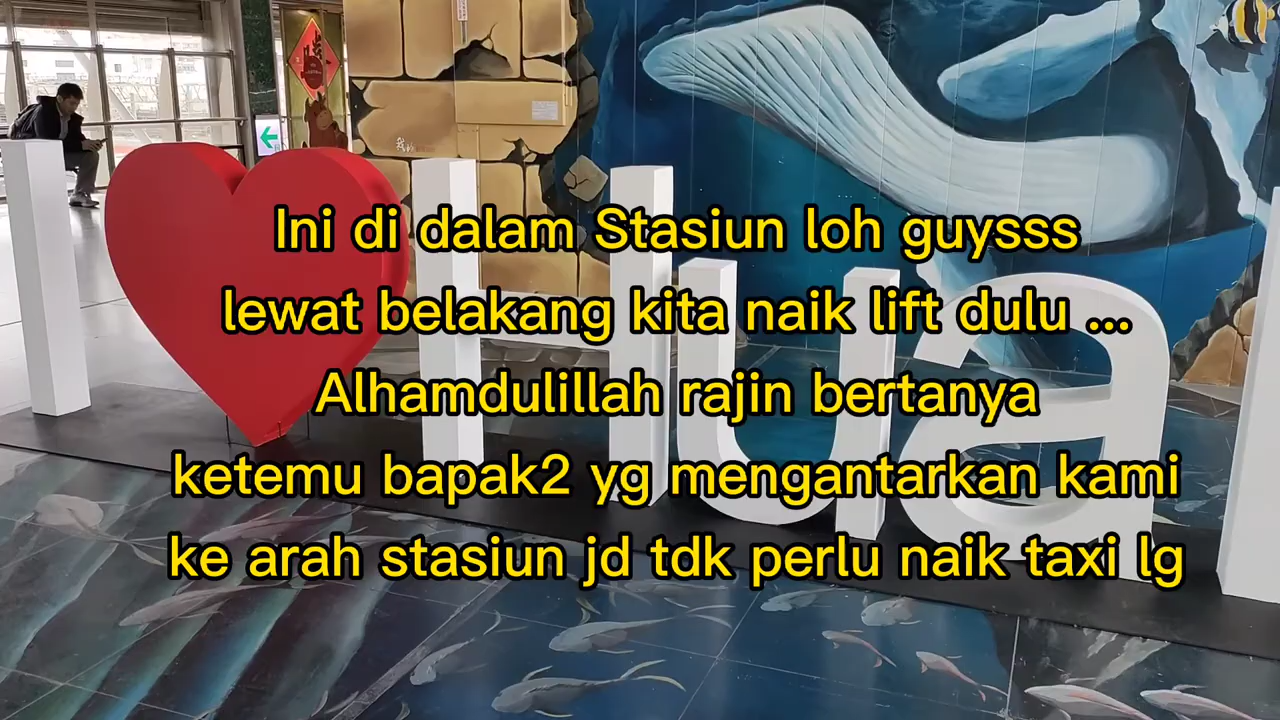 I ♥ Hua
Ini di dalam Stasiun loh guysss
lewat belakang kita naik lift dulu ...
Alhamdulillah rajin bertanya
ketemu bapak2 yg mengantarkan kami
ke arah stasiun jd tdk perlu naik taxi lg